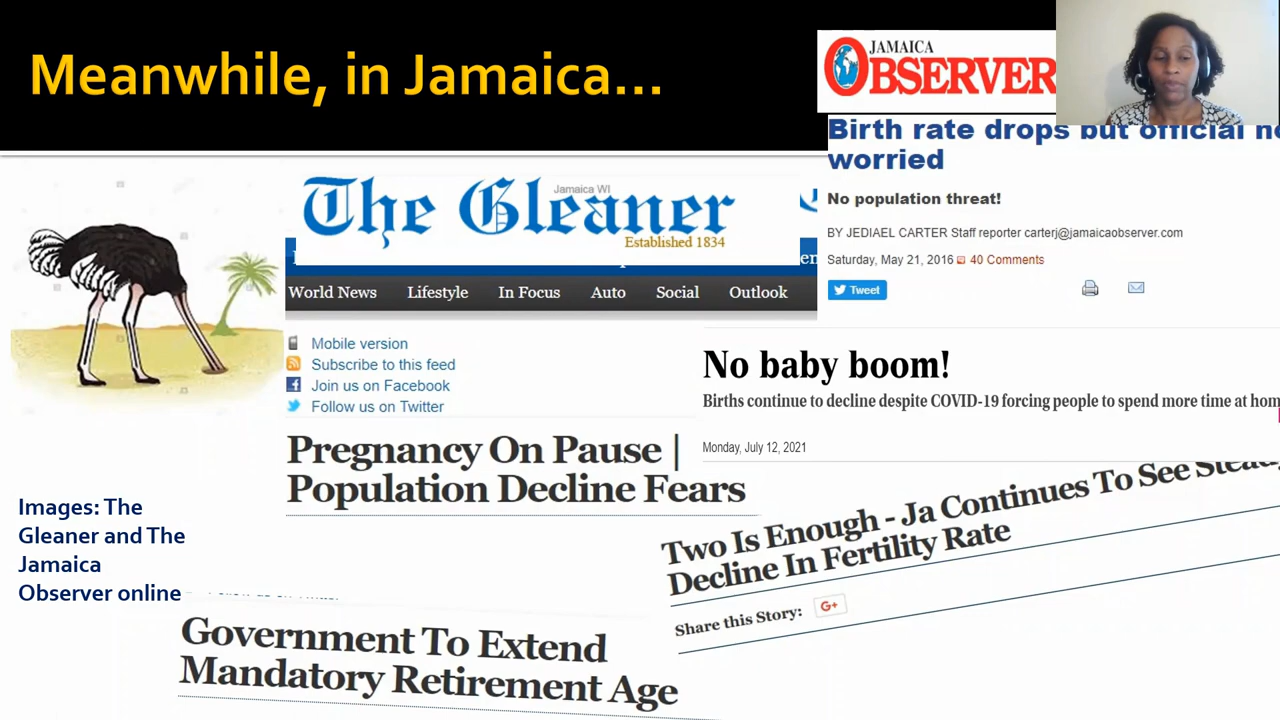 Meanwhile, in Jamaica…
JAMAICA
OBSERVER
Birth rate drops but official
worried
No population threat!
BY JEDIAEL CARTER Staff reporter carterj@jamaicaobserver.com
Saturday, May 21, 2016 40 Comments
Tweet
Jamaica WI
The Gleaner
Established 1834
World News Lifestyle In Focus Auto Social Outlook
Mobile version
Subscribe to this feed
Join us on Facebook
Follow us on Twitter
No baby boom!
Births continue to decline despite COVID-19 forcing people to spend more time at
Monday, July 12, 2021
Pregnancy On Pause |
Population Decline Fears
Two Is Enough - Ja Continues To See
Decline In Fertility Rate
Share this Story: G+
Images: The
Gleaner and The
Jamaica
Observer online
Government To Extend
Mandatory Retirement Age